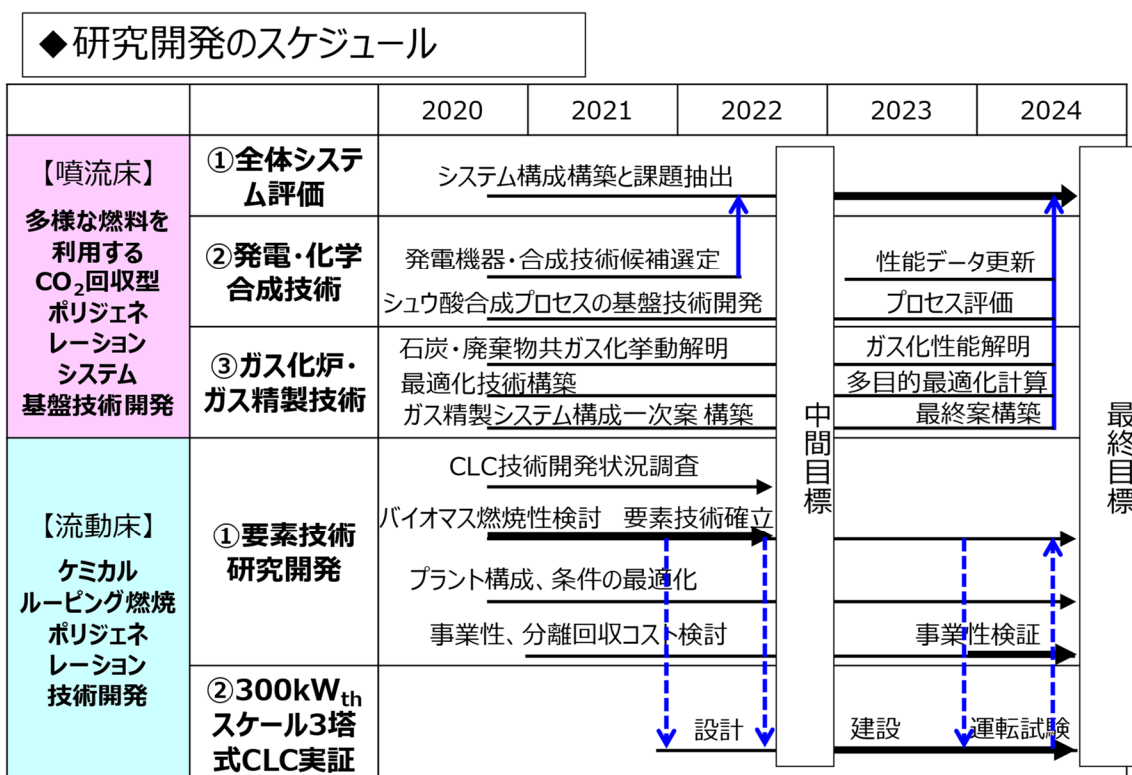 ◆研究開発のスケジュール
2020 2021 2022 2023 2024
【噴流床】
多様な燃料を
利用する
CO₂回収型
ポリジェネ
レーション
システム
基盤技術開発
①全体システ
ム評価
システム構成構築と課題抽出
②発電・化学
合成技術
発電機器・合成技術候補選定
性能データ更新
シュウ酸合成プロセスの基盤技術開発
プロセス評価
③ガス化炉・
ガス精製技術
石炭・廃棄物共ガス化挙動解明
ガス化性能解明
最適化技術構築
多目的最適化計算
ガス精製システム構成一次案 構築
最終案構築
中間目標
最終目標
【流動床】
ケミカル
ルーピング燃焼
ポリジェネ
レーション
技術開発
①要素技術
研究開発
CLC技術開発状況調査
バイオマス燃焼性検討 要素技術確立
プラント構成、条件の最適化
事業性、分離回収コスト検討
事業性検証
②300kWth
スケール3塔
式CLC実証
設計
建設
運転試験